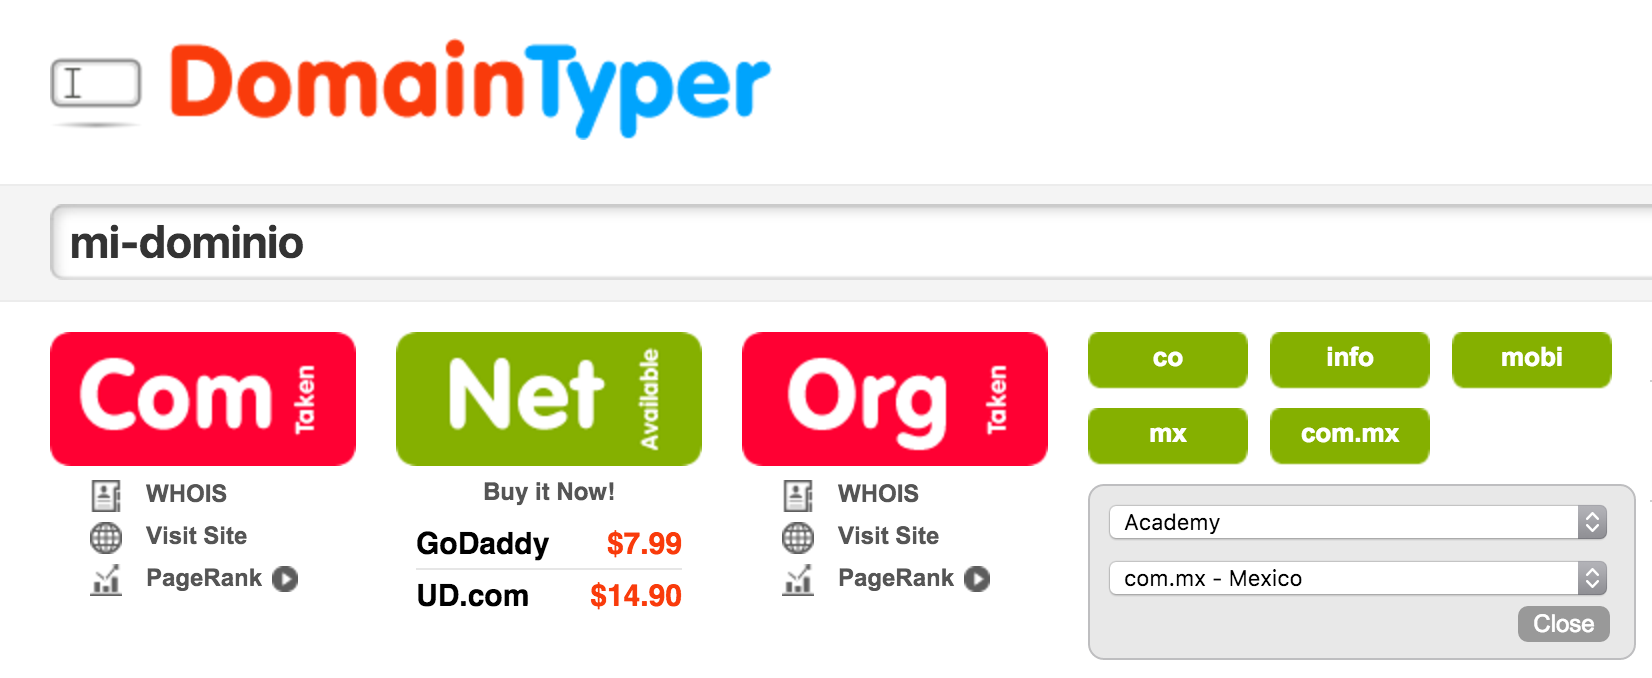 DomainTyper
mi-dominio
Com Taken
WHOIS
Visit Site
PageRank
Net Available
Buy it Now!
GoDaddy $7.99
UD.com $14.90
Org Taken
WHOIS
Visit Site
PageRank
co info mobi
mx com.mx
Academy
com.mx - Mexico
Close